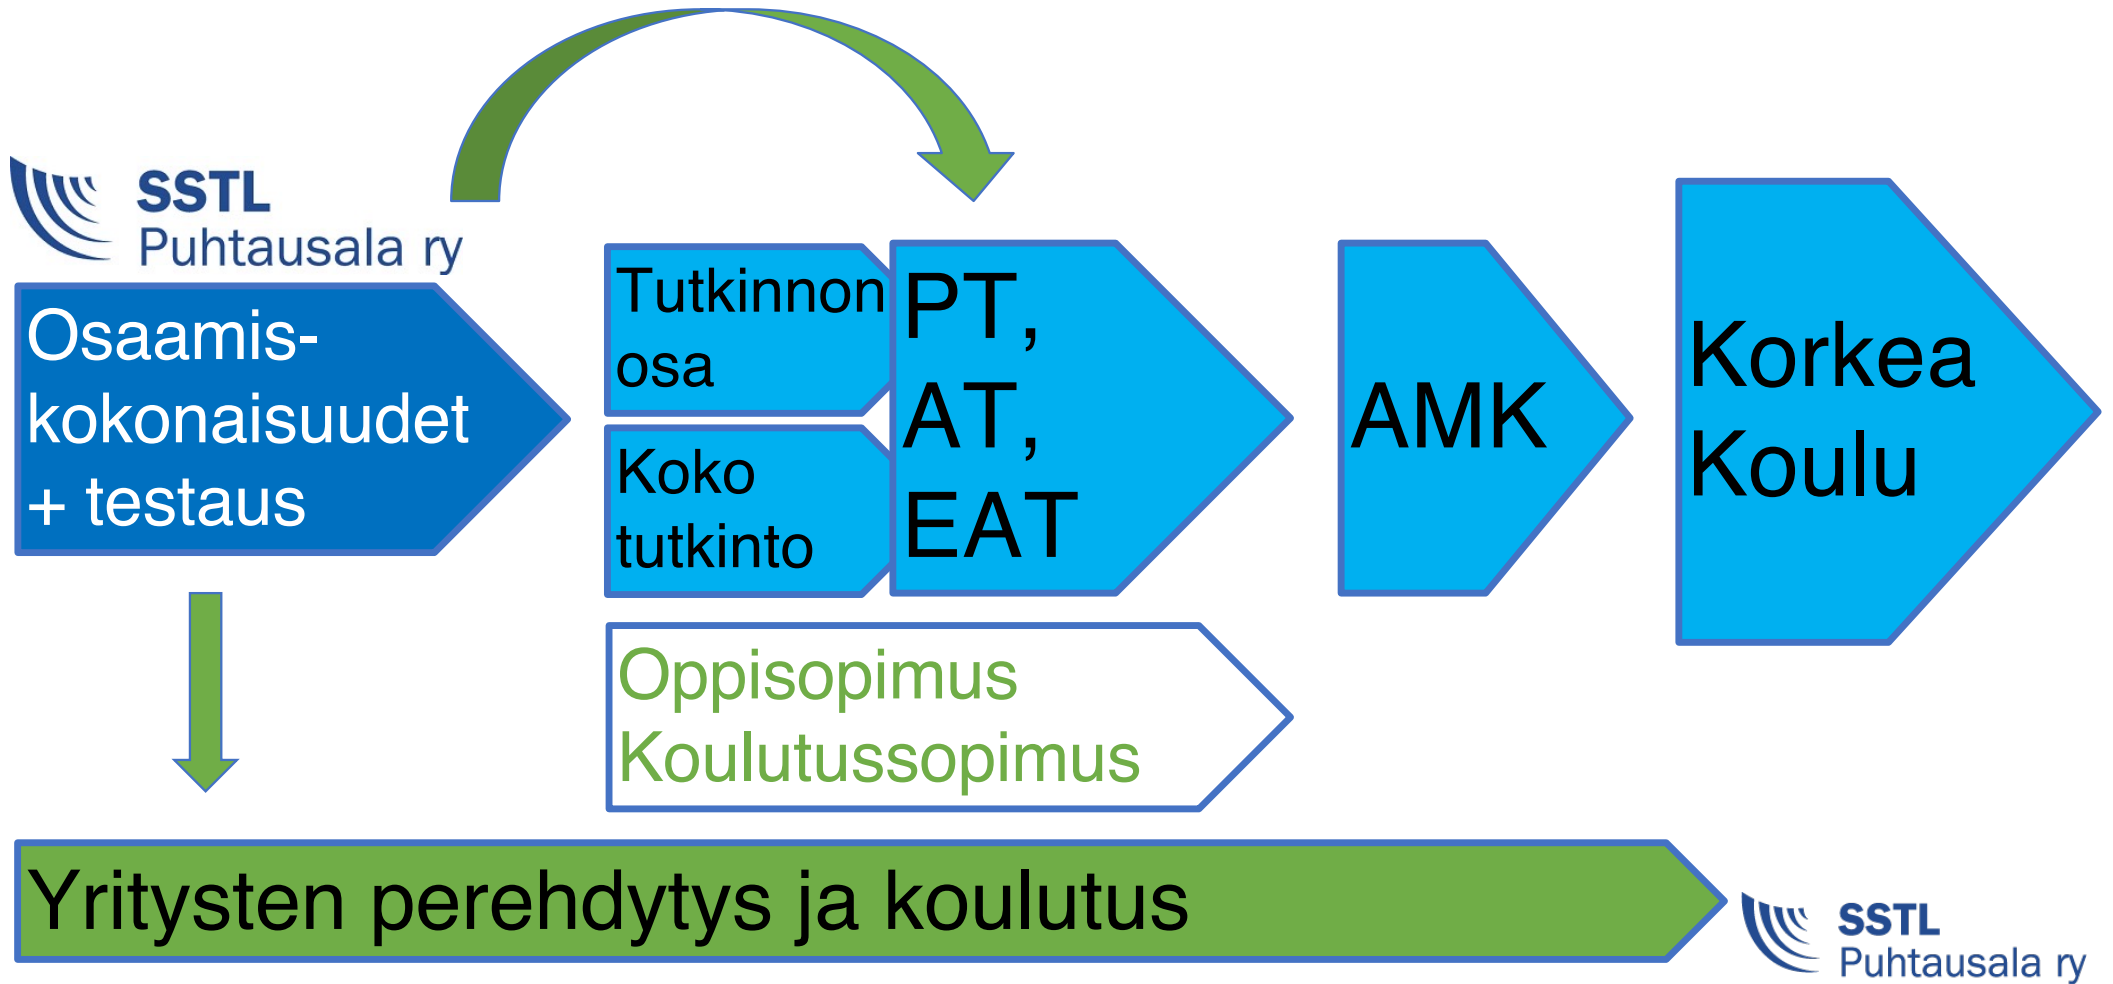 SSTL
Puhtausala ry
Osaamis-
kokonaisuudet
+ testaus
Tutkinnon
osa
Koko
tutkinto
PT,
AT,
EAT
AMK
Korkea
Koulu
Oppisopimus
Koulutussopimus
Yritysten perehdytys ja koulutus
SSTL
Puhtausala ry